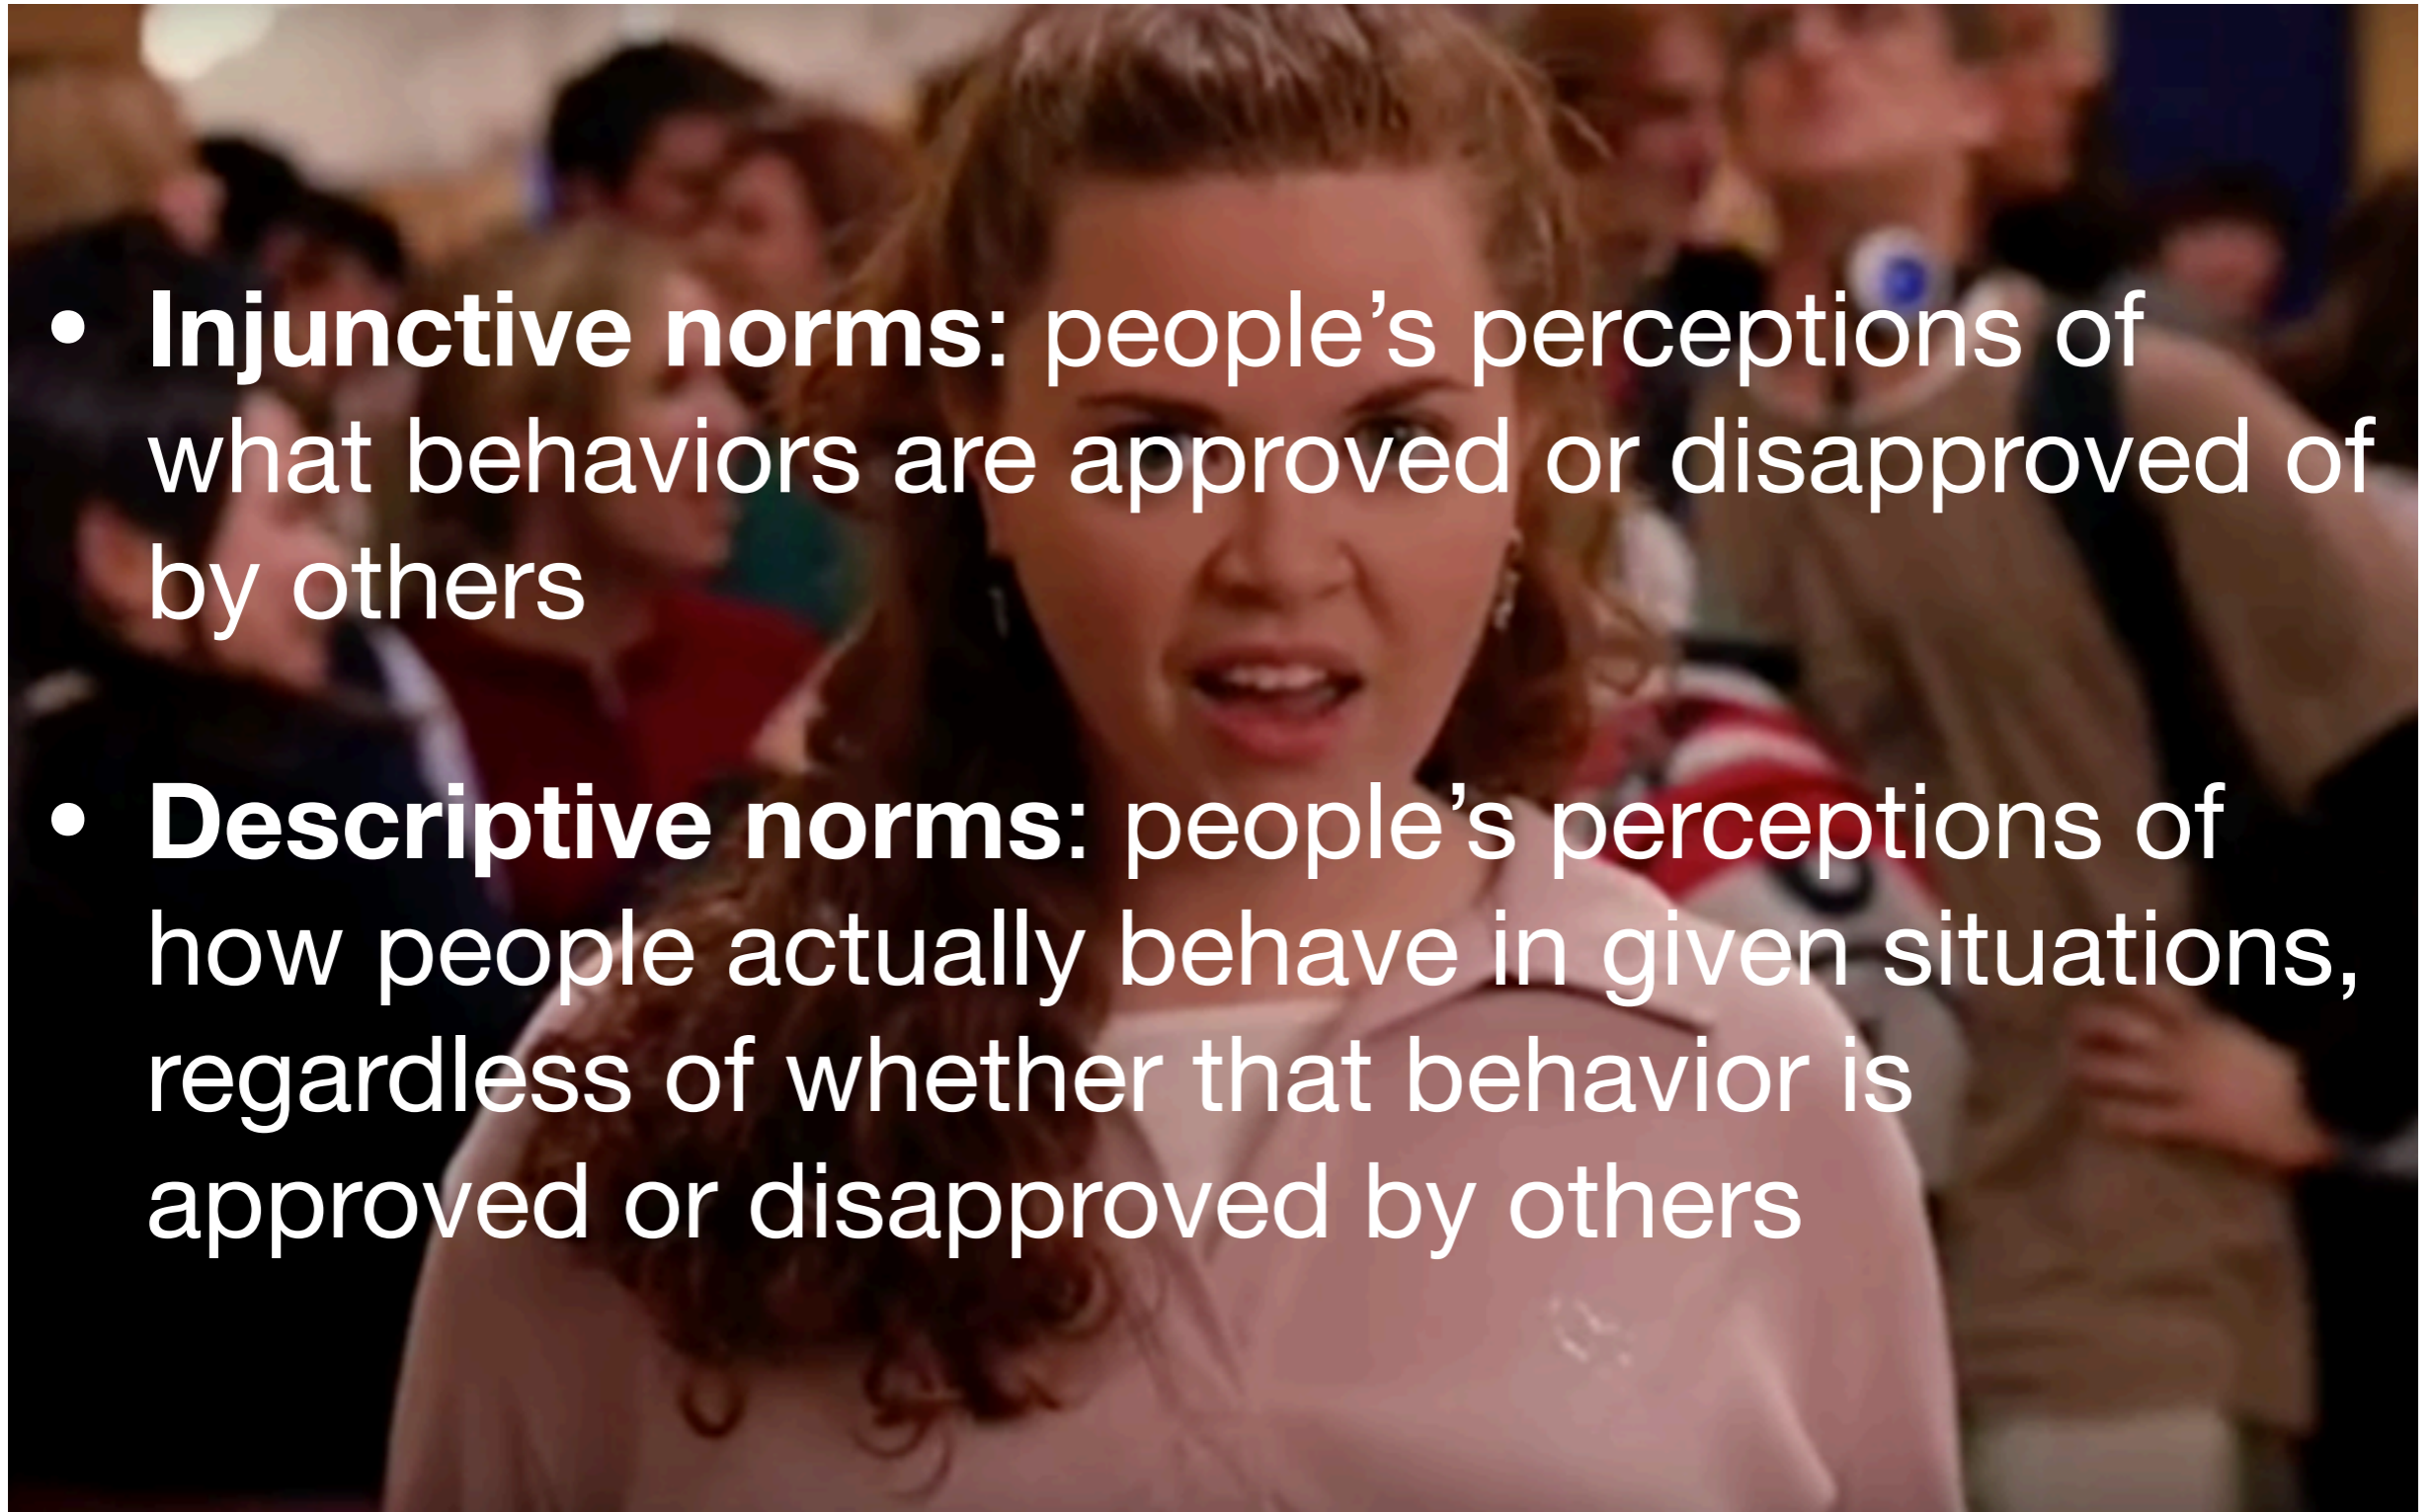 • Injunctive norms: people’s perceptions of
what behaviors are approved or disapproved of
by others
• Descriptive norms: people’s perceptions of
how people actually behave in given situations,
regardless of whether that behavior is
approved or disapproved by others